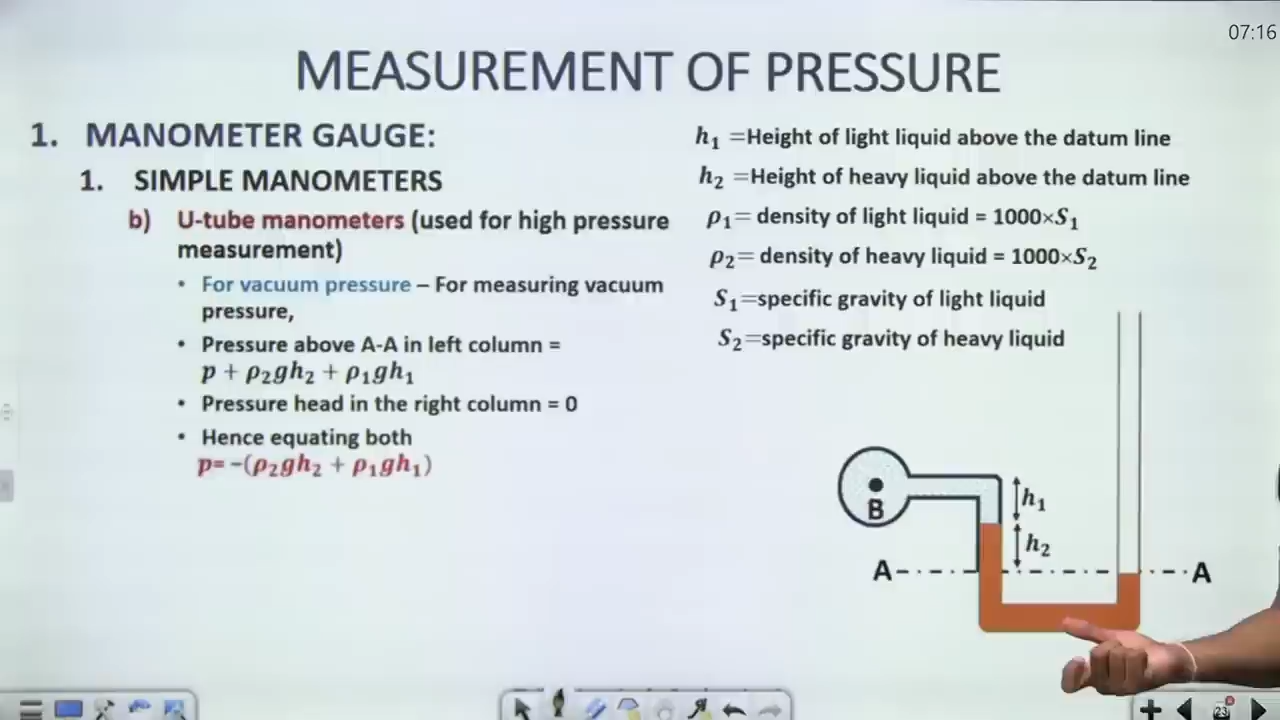 07:16
MEASUREMENT OF PRESSURE
1. MANOMETER GAUGE:
1. SIMPLE MANOMETERS
b) U-tube manometers (used for high pressure
measurement)
• For vacuum pressure – For measuring vacuum
pressure,
• Pressure above A-A in left column =
p + ρ₂gh₂ + ρ₁gh₁
• Pressure head in the right column = 0
• Hence equating both
p= -(ρ₂gh₂ + ρ₁gh₁)
h₁ =Height of light liquid above the datum line
h₂ =Height of heavy liquid above the datum line
ρ₁= density of light liquid = 1000×S₁
ρ₂= density of heavy liquid = 1000×S₂
S₁=specific gravity of light liquid
S₂=specific gravity of heavy liquid
B
h₁
h₂
A
A
23